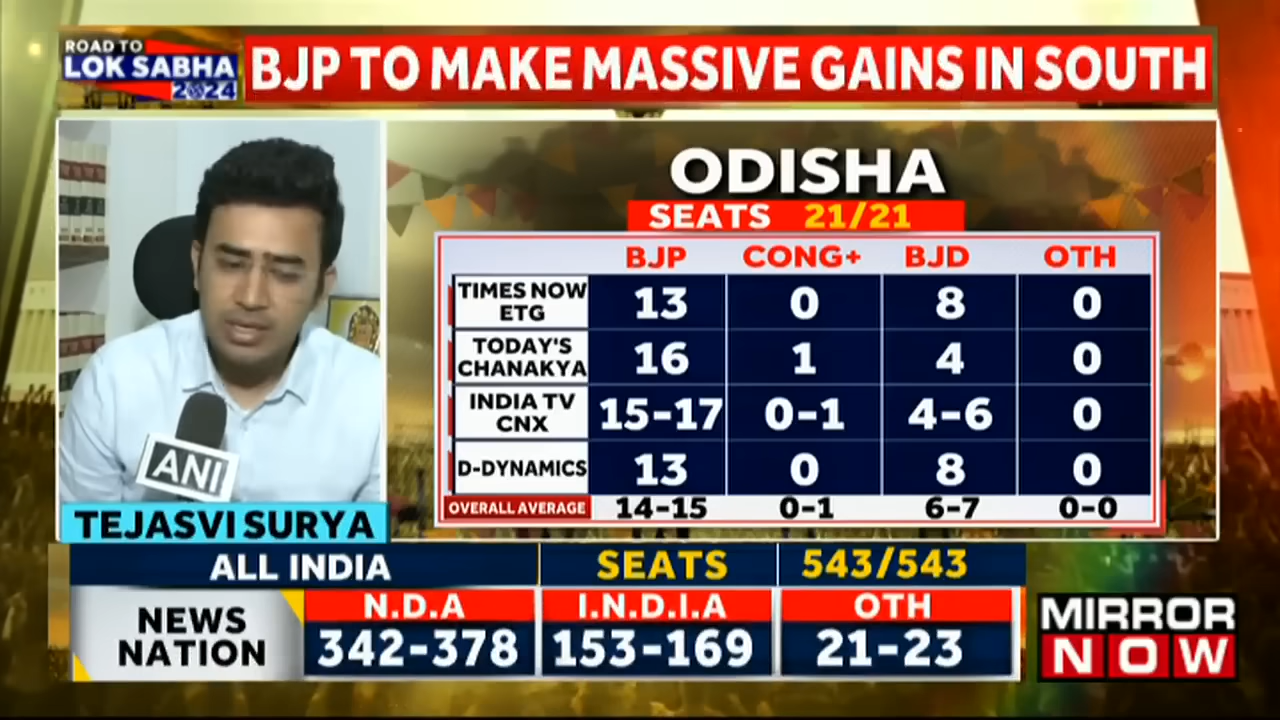 ROAD TO
LOK SABHA
2024
BJP TO MAKE MASSIVE GAINS IN SOUTH
ODISHA
SEATS 21/21
BJP CONG+ BJD OTH
TIMES NOW
ETG
13 0 8 0
TODAY'S
CHANAKYA
16 1 4 0
INDIA TV
CNX
15-17 0-1 4-6 0
D-DYNAMICS 13 0 8 0
OVERALL AVERAGE 14-15 0-1 6-7 0-0
ANI
TEJASVI SURYA
ALL INDIA SEATS 543/543
NEWS
NATION
N.D.A I.N.D.I.A OTH
342-378 153-169 21-23
MIRROR
NOW